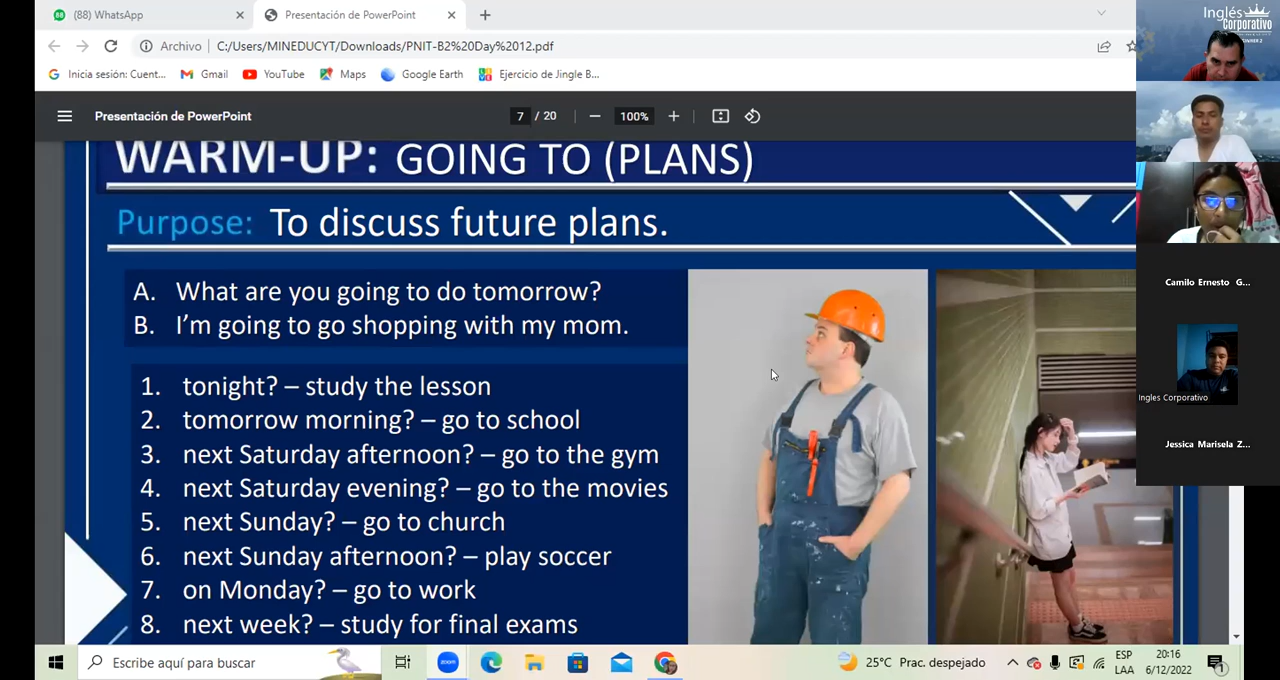 (88) WhatsApp
Presentación de PowerPoint
Archivo
C:/Users/MINEDUCYT/Downloads/PNIT-B2%20Day%2012.pdf
Inicia sesión: Cuent...
Gmail
YouTube
Maps
Google Earth
Ejercicio de Jingle B...
Presentación de PowerPoint
7 / 20
100%
WARM-UP: GOING TO (PLANS)
Purpose: To discuss future plans.
A. What are you going to do tomorrow?
B. I'm going to go shopping with my mom.
1. tonight? – study the lesson
2. tomorrow morning? – go to school
3. next Saturday afternoon? – go to the gym
4. next Saturday evening? – go to the movies
5. next Sunday? – go to church
6. next Sunday afternoon? – play soccer
7. on Monday? – go to work
8. next week? – study for final exams
Inglés
Corporativo
Camilo Ernesto G...
Ingles Corporativo
Jessica Marisela Z...
Escribe aquí para buscar
zoom
25°C Prac. despejado
ESP
LAA
20:16
6/12/2022
1